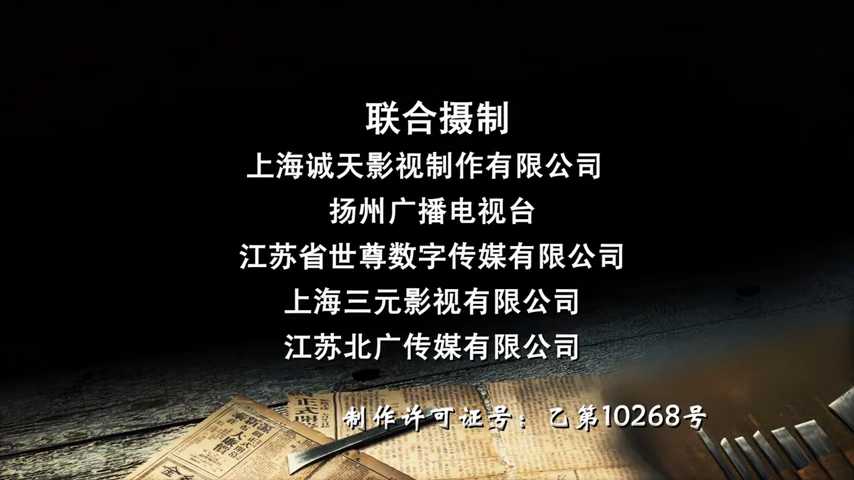 联合摄制
上海诚天影视制作有限公司
扬州广播电视台
江苏省世尊数字传媒有限公司
上海三元影视有限公司
江苏北广传媒有限公司
制作许可证号：乙第10268号